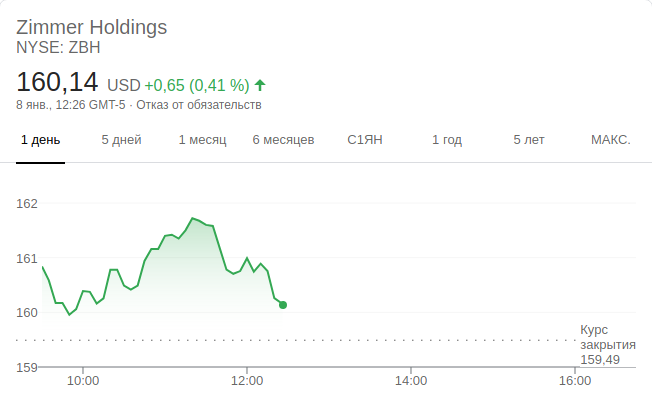 Zimmer Holdings
NYSE: ZBH
160,14 USD +0,65 (0,41 %)
8 янв., 12:26 GMT-5 · Отказ от обязательств
1 день 5 дней 1 месяц 6 месяцев С1ЯН 1 год 5 лет МАКС.
162
161
160
Курс
закрытия
159,49
159
10:00 12:00 14:00 16:00